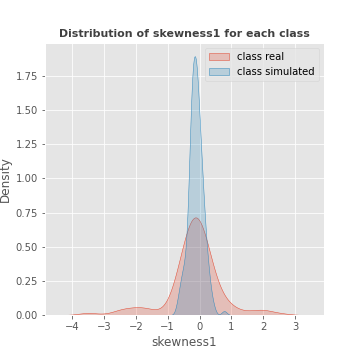 Distribution of skewness1 for each class
class real
class simulated
Density
1.75
1.50
1.25
1.00
0.75
0.50
0.25
0.00
−4 −3 −2 −1 0 1 2 3
skewness1